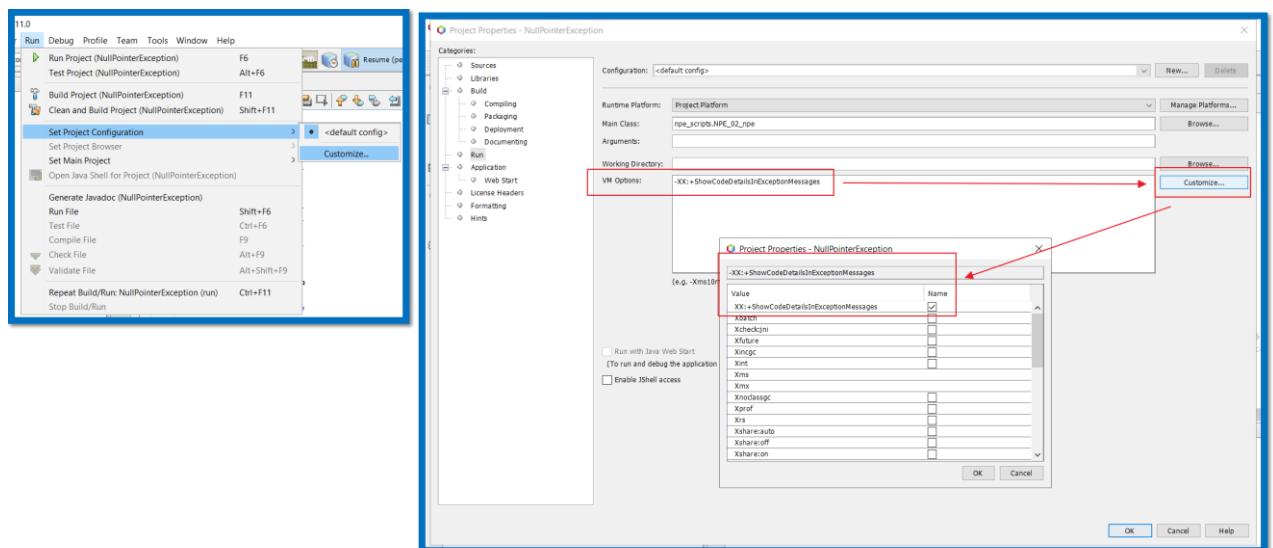 11.0
Run Debug Profile Team Tools Window Help
Run Project (NullPointerException) F6
Test Project (NullPointerException) Alt+F6
Build Project (NullPointerException) F11
Clean and Build Project (NullPointerException) Shift+F11
Set Project Configuration
Set Project Browser
Set Main Project
Open Java Shell for Project (NullPointerException)
Generate Javadoc (NullPointerException)
Run File Shift+F6
Test File Ctrl+F6
Compile File F9
Check File Alt+F9
Validate File Alt+Shift+F9
Repeat Build/Run: NullPointerException (run) Ctrl+F11
Stop Build/Run
Resume (pe
<default config>
Customize...
Project Properties - NullPointerException
Categories:
Sources
Libraries
Build
Compiling
Packaging
Deployment
Documenting
Run
Application
Web Start
License Headers
Formatting
Hints
Configuration: <default config> New... Delete
Runtime Platform: Project Platform Manage Platforms...
Main Class: npe_scripts.NPE_02_npe Browse...
Arguments:
Working Directory: Browse...
VM Options: -XX:+ShowCodeDetailsInExceptionMessages Customize...
(e.g. -Xms10m
Run with Java Web Start
(To run and debug the application
Enable JShell access
Project Properties - NullPointerException
-XX:+ShowCodeDetailsInExceptionMessages
Value Name
XX:+ShowCodeDetailsInExceptionMessages
Xbatch
Xcheck:jni
Xfuture
Xincgc
Xint
Xms
Xmx
Xnoclassgc
Xprof
Xrs
Xshare:auto
Xshare:off
Xshare:on
OK Cancel
OK Cancel Help